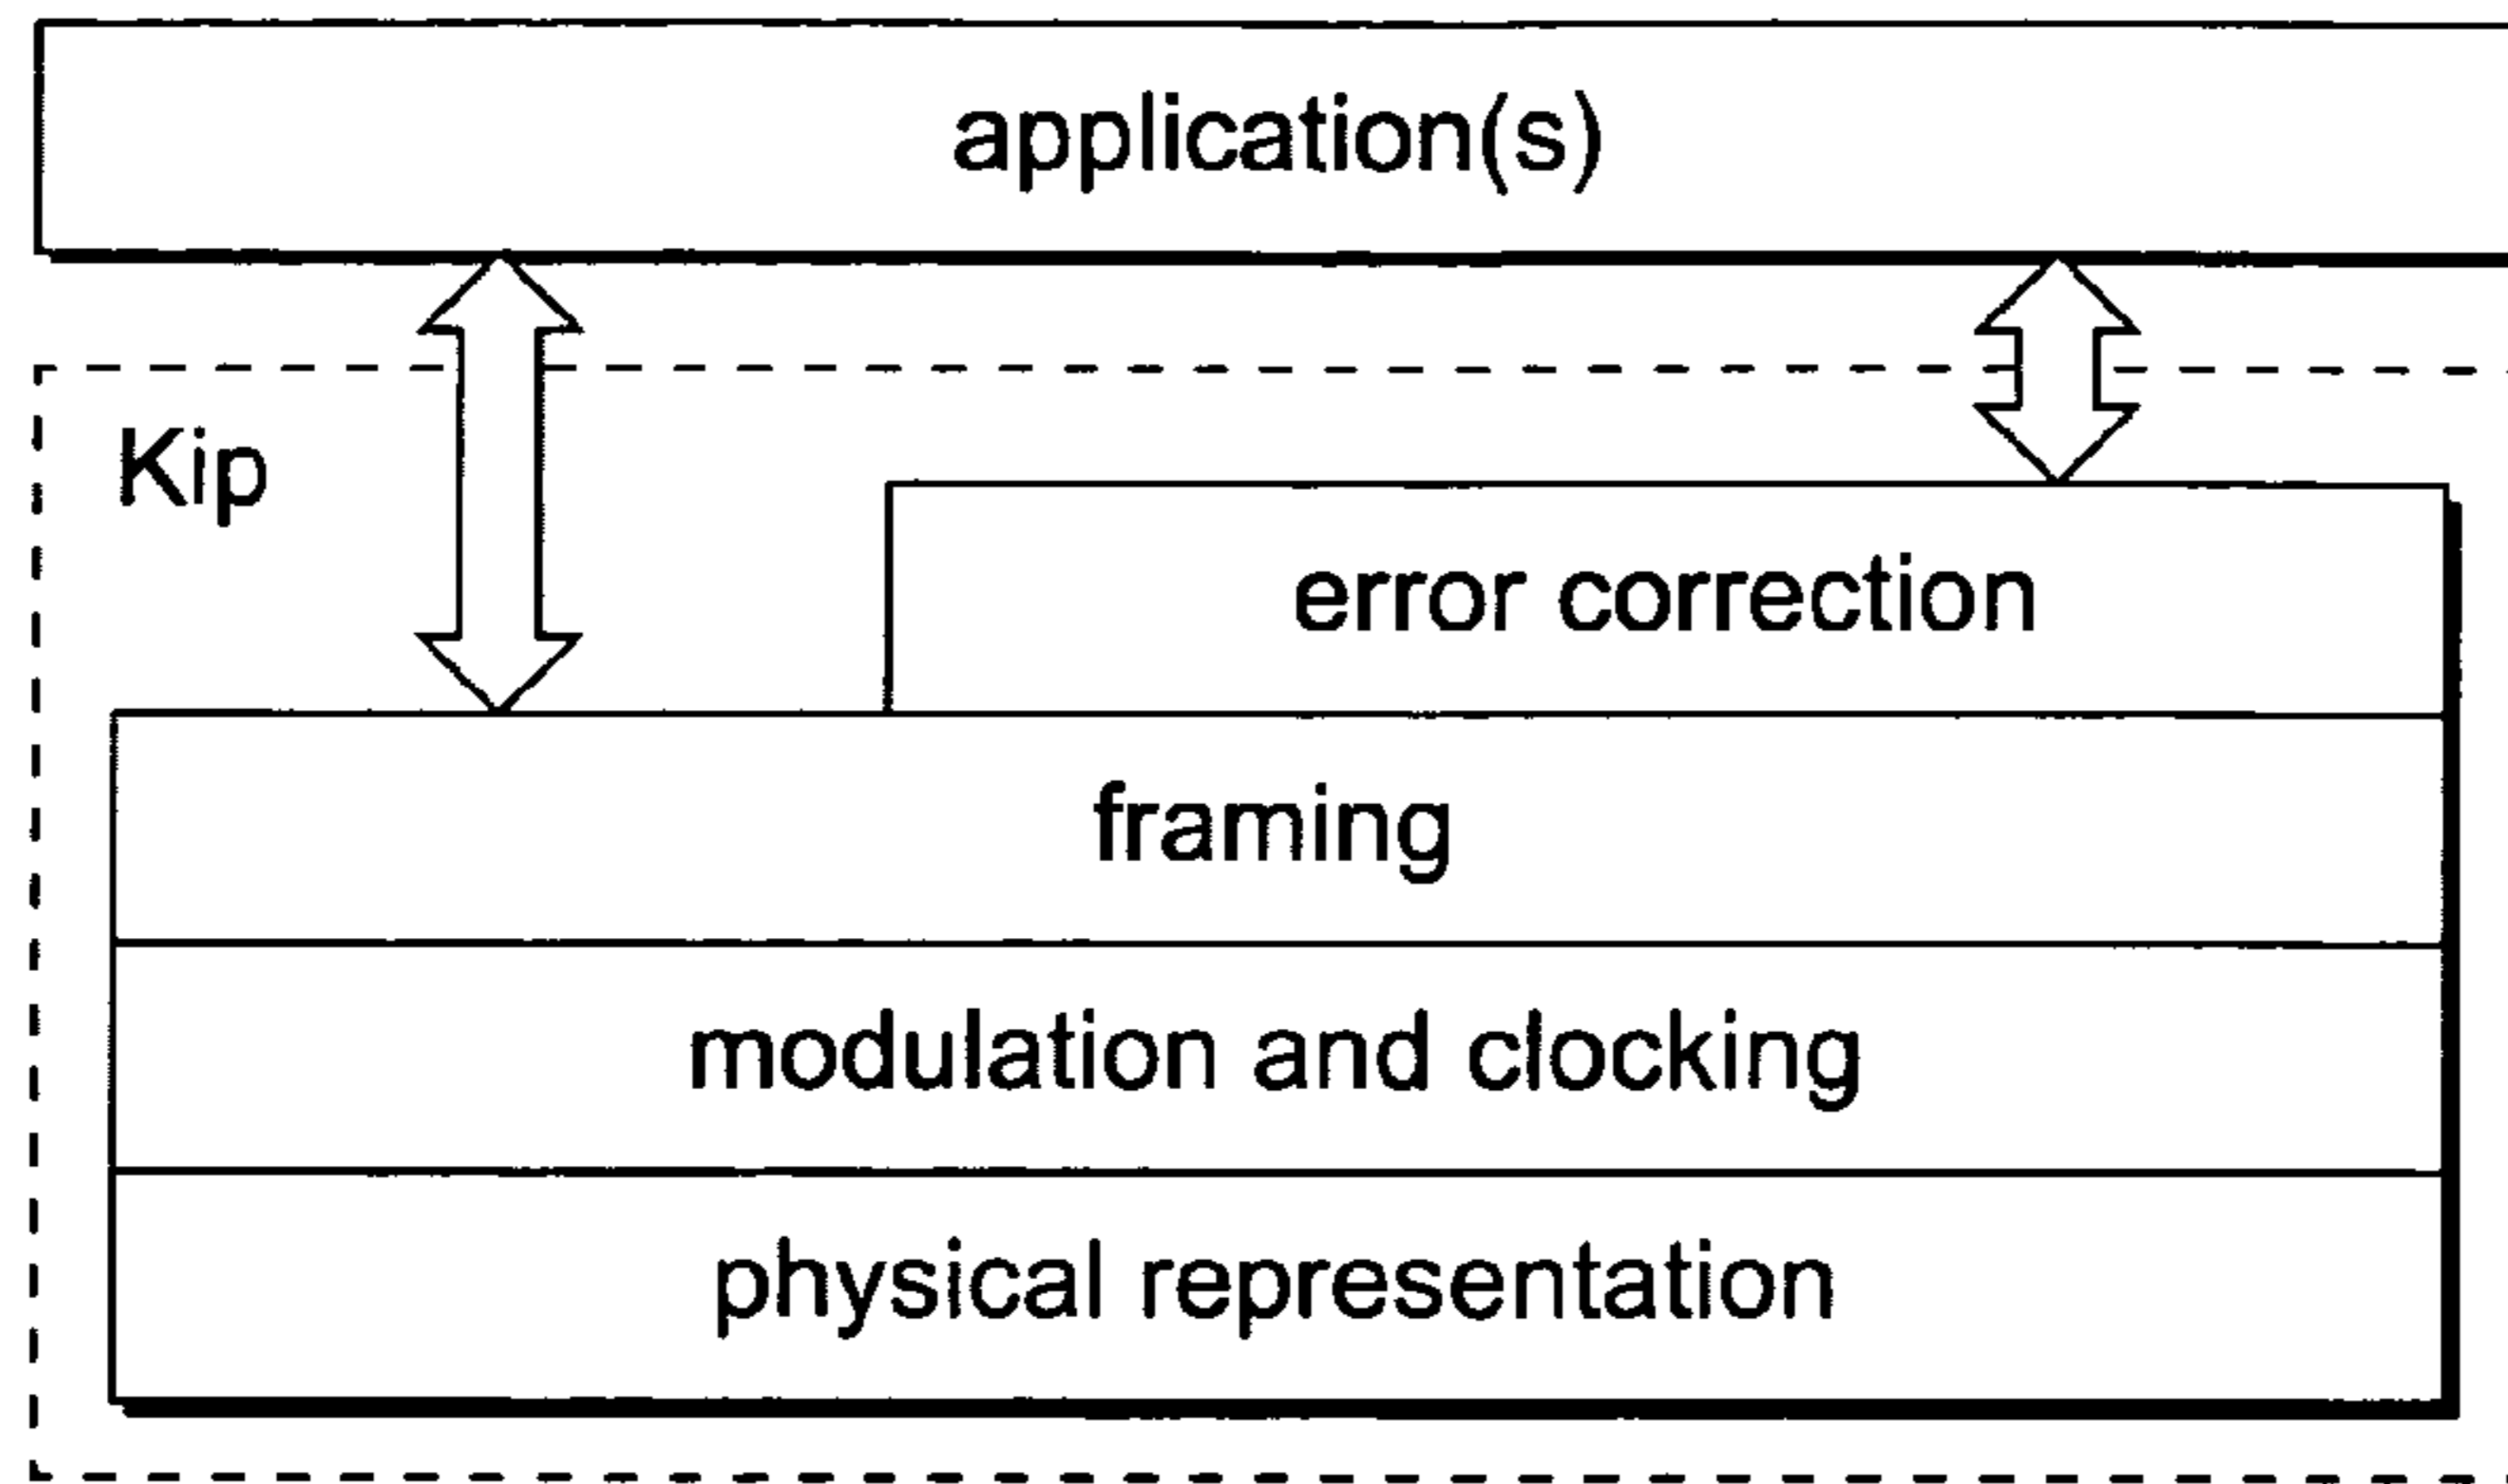 application(s)
Kip
error correction
framing
modulation and clocking
physical representation